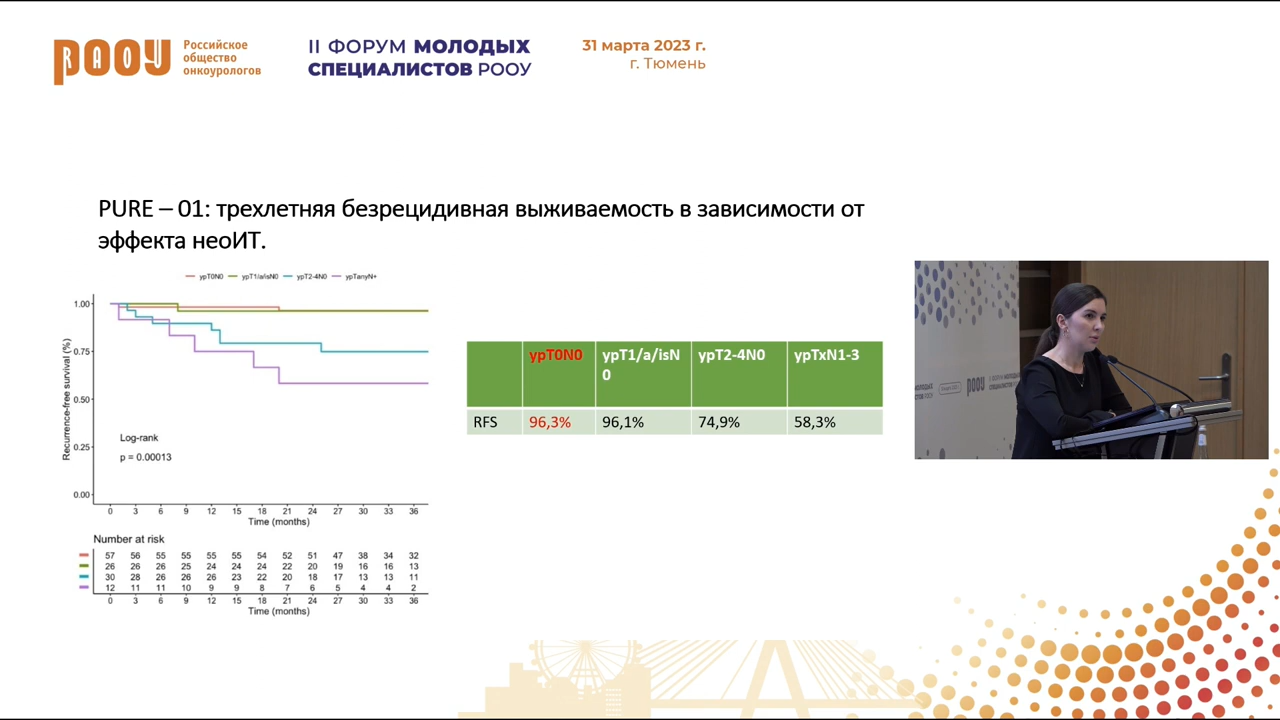 РООУ
RAOU
Российское
общество
онкоурологов
II ФОРУМ МОЛОДЫХ
СПЕЦИАЛИСТОВ РООУ
31 марта 2023 г.
г. Тюмень
PURE – 01: трехлетняя безрецидивная выживаемость в зависимости от
эффекта неоИТ.
ypT0N0 ypT1/a/isN0 ypT2-4N0 ypTanyN+
Recurrence-free survival (%)
1.00
0.75
0.50
0.25
0.00
Log-rank
p = 0.00013
0 3 6 9 12 15 18 21 24 27 30 33 36
Time (months)
Number at risk
57 56 55 55 55 55 54 52 51 47 38 34 32
26 26 26 25 24 24 24 22 20 19 16 16 13
30 28 26 26 26 23 22 20 18 17 13 13 11
12 11 11 10 9 9 8 7 6 5 4 4 2
0 3 6 9 12 15 18 21 24 27 30 33 36
Time (months)
ypT0N0 ypT1/a/isN ypT2-4N0 ypTxN1-3
0
RFS 96,3% 96,1% 74,9% 58,3%